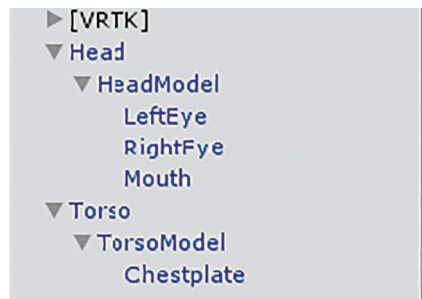 [VRTK]
Head
HeadModel
LeftEye
RightEye
Mouth
Torso
TorsoModel
Chestplate